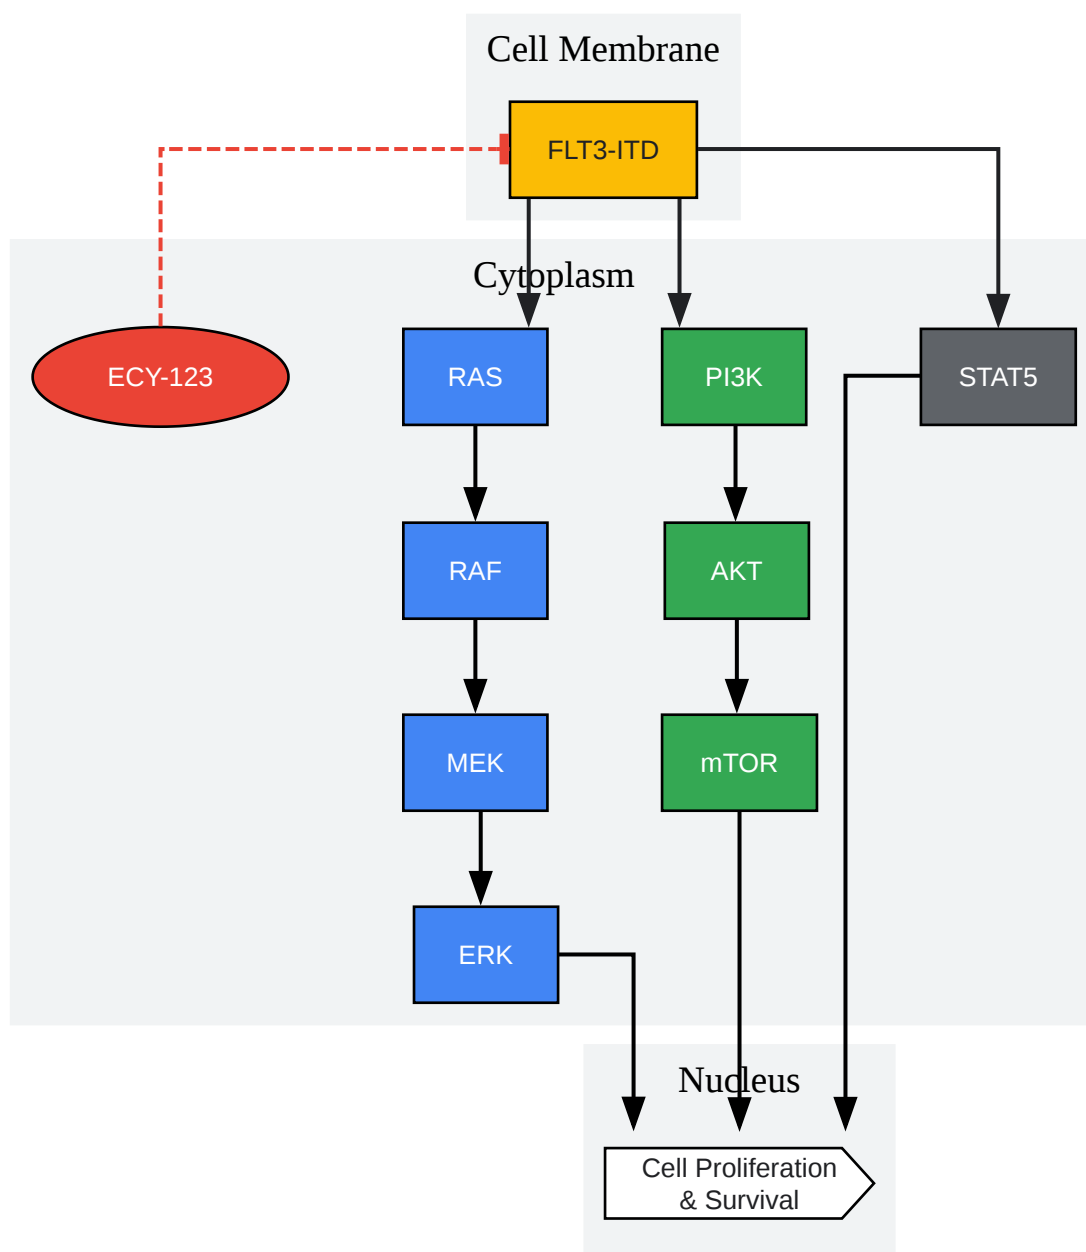 Cell Membrane
FLT3-ITD
Cytoplasm
ECY-123
RAS
PI3K
STAT5
RAF
AKT
MEK
mTOR
ERK
Nucleus
Cell Proliferation
& Survival